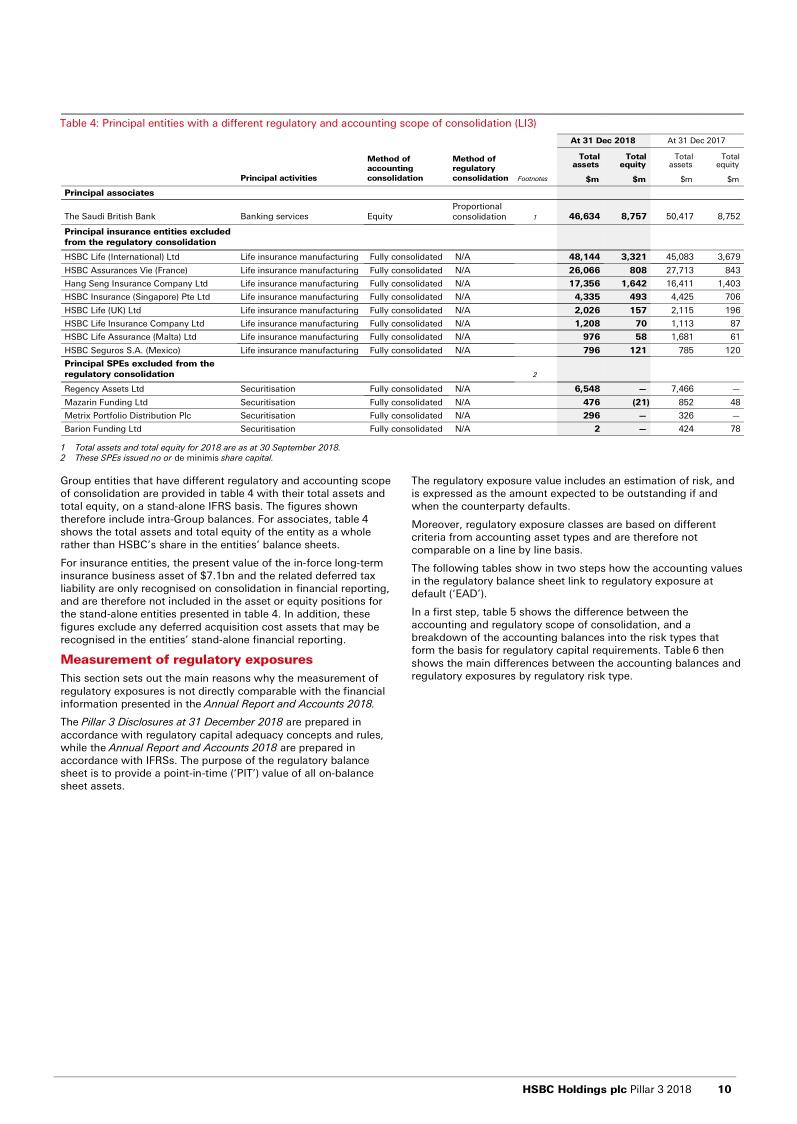 Table 4: Principal entities with a different regulatory and accounting scope of consolidation (LI3)
At 31 Dec 2018 At 31 Dec 2017
Principal activities Method of accounting consolidation Method of regulatory consolidation Footnotes Total assets Total equity Total assets Total equity
$m $m $m $m
Principal associates
The Saudi British Bank Banking services Equity Proportional consolidation 1 46,634 8,757 50,417 8,752
Principal insurance entities excluded
from the regulatory consolidation
HSBC Life (International) Ltd Life insurance manufacturing Fully consolidated N/A 48,144 3,321 45,083 3,679
HSBC Assurances Vie (France) Life insurance manufacturing Fully consolidated N/A 26,066 808 27,713 843
Hang Seng Insurance Company Ltd Life insurance manufacturing Fully consolidated N/A 17,356 1,642 16,411 1,403
HSBC Insurance (Singapore) Pte Ltd Life insurance manufacturing Fully consolidated N/A 4,335 493 4,425 706
HSBC Life (UK) Ltd Life insurance manufacturing Fully consolidated N/A 2,026 157 2,115 196
HSBC Life Insurance Company Ltd Life insurance manufacturing Fully consolidated N/A 1,208 70 1,113 87
HSBC Life Assurance (Malta) Ltd Life insurance manufacturing Fully consolidated N/A 976 58 1,681 61
HSBC Seguros S.A. (Mexico) Life insurance manufacturing Fully consolidated N/A 796 121 785 120
Principal SPEs excluded from the
regulatory consolidation 2
Regency Assets Ltd Securitisation Fully consolidated N/A 6,548 — 7,466 —
Mazarin Funding Ltd Securitisation Fully consolidated N/A 476 (21) 852 48
Metrix Portfolio Distribution Plc Securitisation Fully consolidated N/A 296 — 326 —
Barion Funding Ltd Securitisation Fully consolidated N/A 2 — 424 78
1 Total assets and total equity for 2018 are as at 30 September 2018.
2 These SPEs issued no or de minimis share capital.
Group entities that have different regulatory and accounting scope
of consolidation are provided in table 4 with their total assets and
total equity, on a stand-alone IFRS basis. The figures shown
therefore include intra-Group balances. For associates, table 4
shows the total assets and total equity of the entity as a whole
rather than HSBC's share in the entities' balance sheets.
For insurance entities, the present value of the in-force long-term
insurance business asset of $7.1bn and the related deferred tax
liability are only recognised on consolidation in financial reporting,
and are therefore not included in the asset or equity positions for
the stand-alone entities presented in table 4. In addition, these
figures exclude any deferred acquisition cost assets that may be
recognised in the entities' stand-alone financial reporting.
Measurement of regulatory exposures
This section sets out the main reasons why the measurement of
regulatory exposures is not directly comparable with the financial
information presented in the Annual Report and Accounts 2018.
The Pillar 3 Disclosures at 31 December 2018 are prepared in
accordance with regulatory capital adequacy concepts and rules,
while the Annual Report and Accounts 2018 are prepared in
accordance with IFRSs. The purpose of the regulatory balance
sheet is to provide a point-in-time ('PIT') value of all on-balance
sheet assets.
The regulatory exposure value includes an estimation of risk, and
is expressed as the amount expected to be outstanding if and
when the counterparty defaults.
Moreover, regulatory exposure classes are based on different
criteria from accounting asset types and are therefore not
comparable on a line by line basis.
The following tables show in two steps how the accounting values
in the regulatory balance sheet link to regulatory exposure at
default ('EAD').
In a first step, table 5 shows the difference between the
accounting and regulatory scope of consolidation, and a
breakdown of the accounting balances into the risk types that
form the basis for regulatory capital requirements. Table 6 then
shows the main differences between the accounting balances and
regulatory exposures by regulatory risk type.
HSBC Holdings plc Pillar 3 2018 10